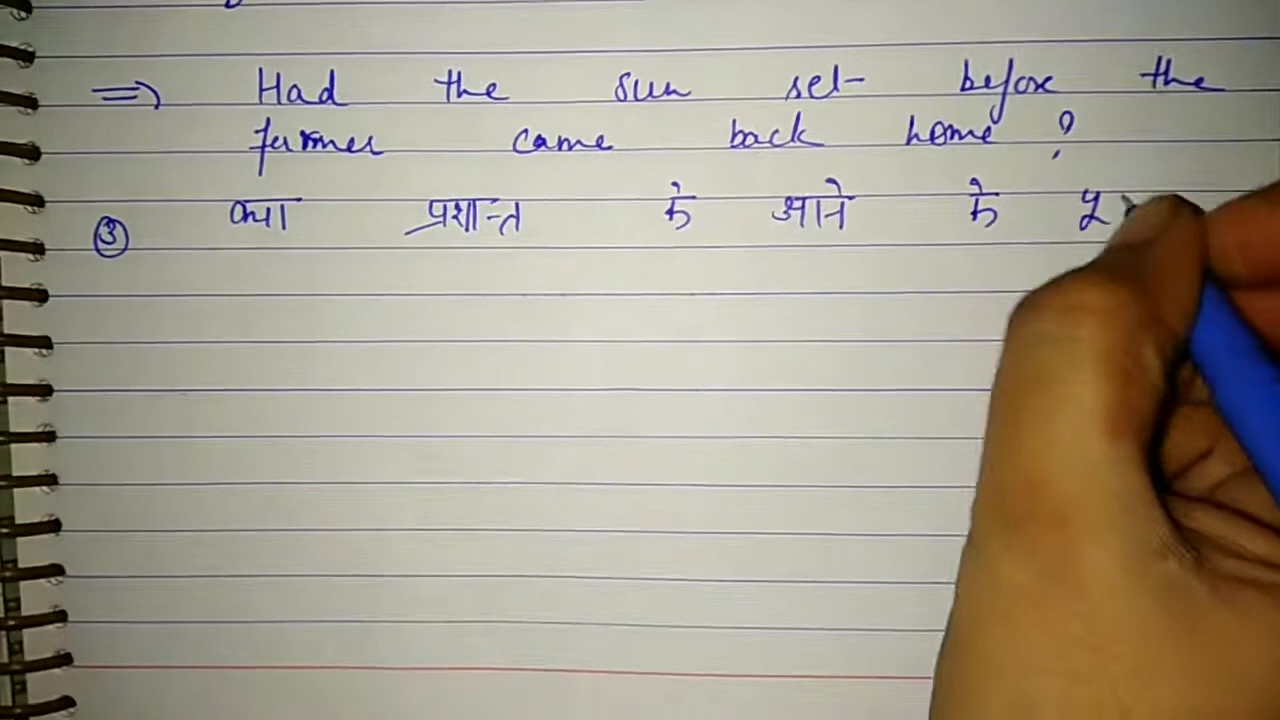 ⇒ Had the sun set before the
farmer came back home?
③ क्या प्रशान्त के आने के